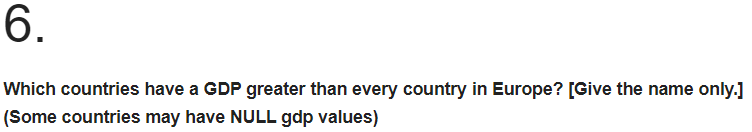 6.
Which countries have a GDP greater than every country in Europe? [Give the name only.]
(Some countries may have NULL gdp values)